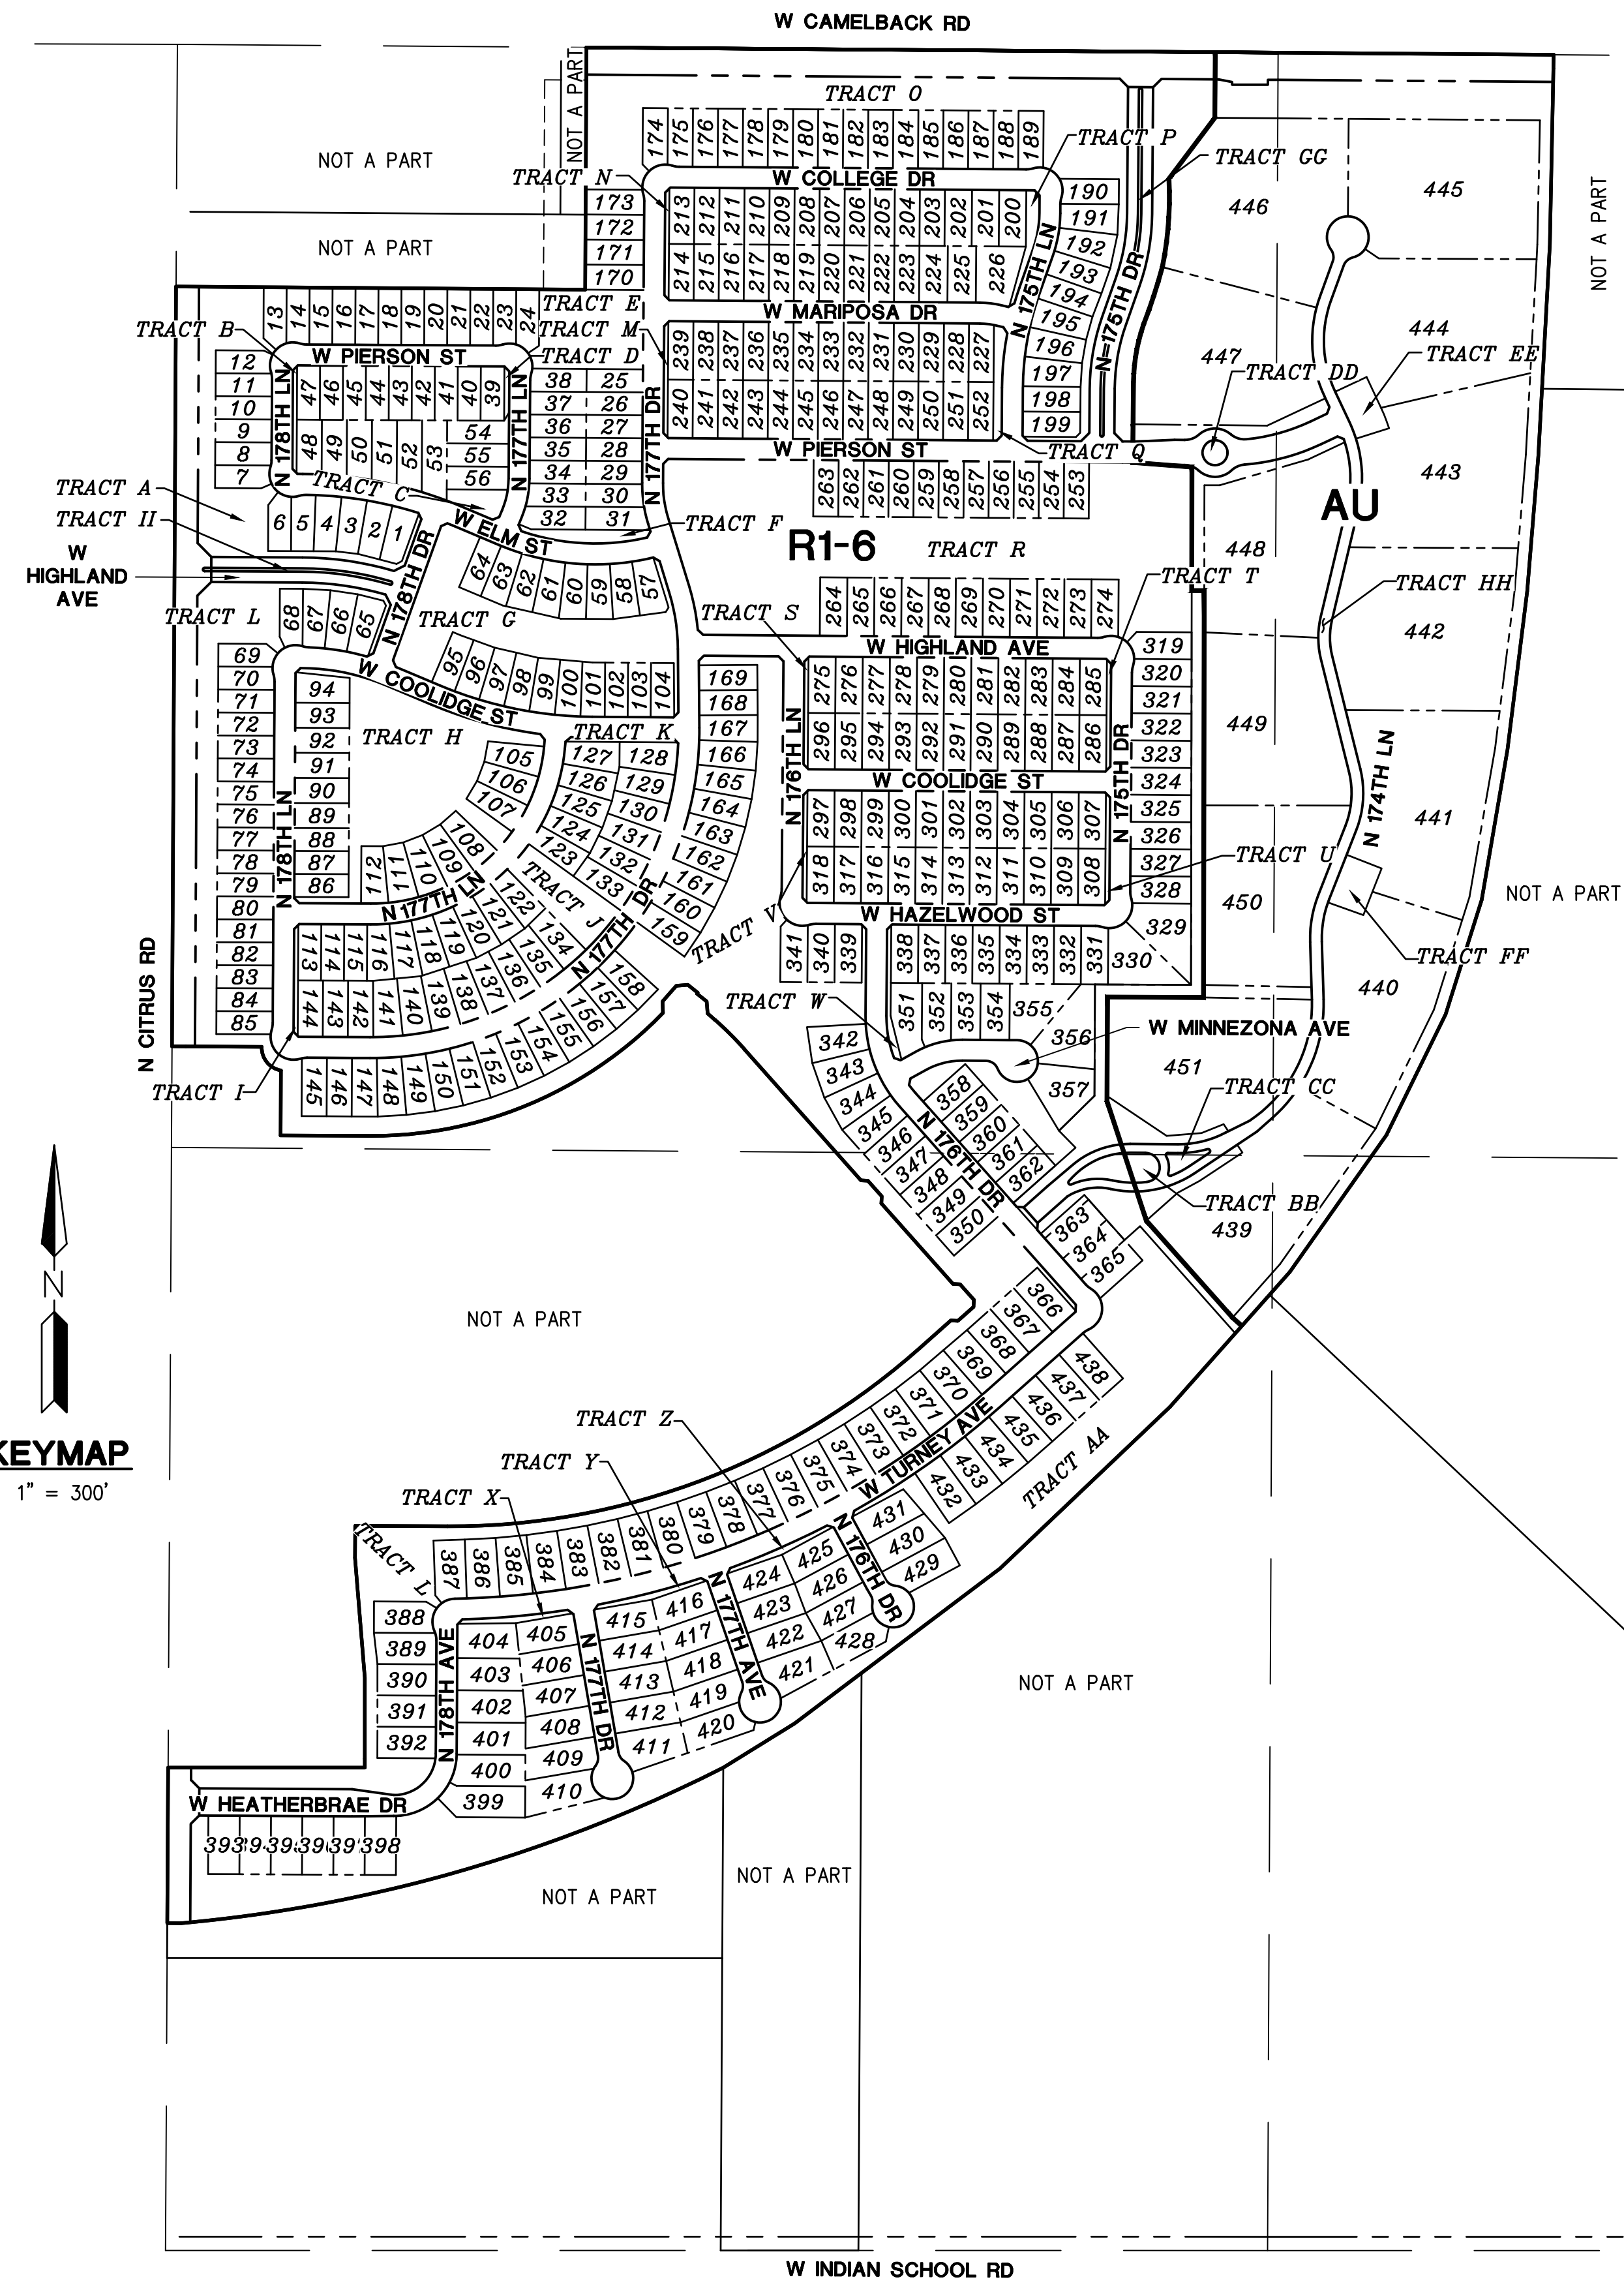 W CAMELBACK RD
NOT A PART
NOT A PART
NOT A PART
NOT A PART
TRACT O
174 175 176 177 178 179 180 181 182 183 184 185 186 187 188 189
TRACT P
TRACT GG
TRACT N
W COLLEGE DR
173
172
171
170
213 212 211 210 209 208 207 206 205 204 203 202 201 200
214 215 216 217 218 219 220 221 222 223 224 225 226
190
191
192
193
194
195
196
197
198
199
N 175TH LN
N 175TH DR
446
445
444
447
TRACT EE
TRACT DD
443
TRACT E
TRACT M
TRACT D
TRACT B
13 14 15 16 17 18 19 20 21 22 23 24
W PIERSON ST
W MARIPOSA DR
239 238 237 236 235 234 233 232 231 230 229 228 227
240 241 242 243 244 245 246 247 248 249 250 251 252
12
11
10
9
8
7
N 178TH LN
47 46 45 44 43 42 41 40 39
48 49 50 51 52 53
54
55
56
N 177TH LN
38 25
37 26
36 27
35 28
34 29
33 30
32 31
N 177TH DR
W PIERSON ST
TRACT Q
263 262 261 260 259 258 257 256 255 254 253
TRACT A
TRACT II
TRACT C
W ELM ST
TRACT F
R1-6
TRACT R
AU
448
W
HIGHLAND
AVE
6 5 4 3 2 1
N 178TH DR
64 63 62 61 60 59 58 57
TRACT G
TRACT L
68 67 66 65
TRACT S
264 265 266 267 268 269 270 271 272 273 274
TRACT T
TRACT HH
442
W HIGHLAND AVE
69
70
71
72
73
74
75
76
77
78
79
80
81
82
83
84
85
W COOLIDGE ST
95 96 97 98 99 100 101 102 103 104
94
93
92
91
90
89
88
87
86
N 178TH LN
TRACT H
TRACT K
105
106
107
108 109 110 111 112
127 128
126 129
125 130
124 131
123 132
133
169
168
167
166
165
164
163
162
161
160
159
N 176TH LN
275 276 277 278 279 280 281 282 283 284 285
296 295 294 293 292 291 290 289 288 287 286
W COOLIDGE ST
297 298 299 300 301 302 303 304 305 306 307
318 317 316 315 314 313 312 311 310 309 308
N 175TH DR
319
320
321
322
323
324
325
326
327
328
329
330
449
450
N 174TH LN
441
NOT A PART
TRACT U
TRACT V
W HAZELWOOD ST
N 177TH LN
TRACT J
N 177TH DR
113 114 115 116 117 118 119 120 121 122
144 143 142 141 140 139 138 137 136 135 134
145 146 147 148 149 150 151 152 153 154 155 156 157 158
TRACT I
N CITRUS RD
341 340 339
338 337 336 335 334 333 332 331
351 352 353 354 355
356
357
TRACT W
W MINNEZONA AVE
TRACT FF
440
451
TRACT CC
TRACT BB
439
342
343
344
345
346
347
348
349
350
358
359
360
361
362
N 176TH DR
363
364
365
N
KEYMAP
1" = 300'
NOT A PART
366
367
368
369
370
371
372
373
374
375
376
377
378
379
380
381
382
383
384
385
386
387
W TURNEY AVE
438
437
436
435
434
433
432
TRACT AA
TRACT Z
TRACT Y
TRACT X
TRACT L
431
430
429
N 176TH DR
388
389
390
391
392
N 178TH AVE
404 405
403 406
402 407
401 408
400 409
399 410
N 177TH DR
415 416
414 417
413 418
412 419
411 420
N 177TH AVE
424 425
423 426
422 427
421 428
NOT A PART
W HEATHERBRAE DR
393 398
NOT A PART
NOT A PART
W INDIAN SCHOOL RD